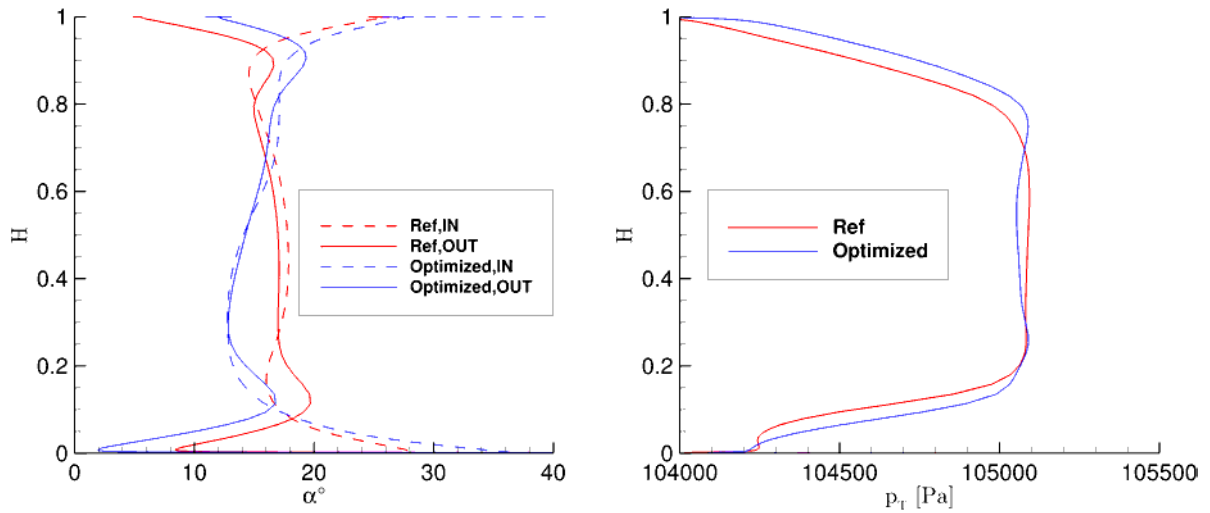 1
0.8
0.6
H
0.4
0.2
0
0 10 20 30 40
α°
Ref,IN
Ref,OUT
Optimized,IN
Optimized,OUT
1
0.8
0.6
H
0.4
0.2
0
104000 104500 105000 105500
p_T [Pa]
Ref
Optimized